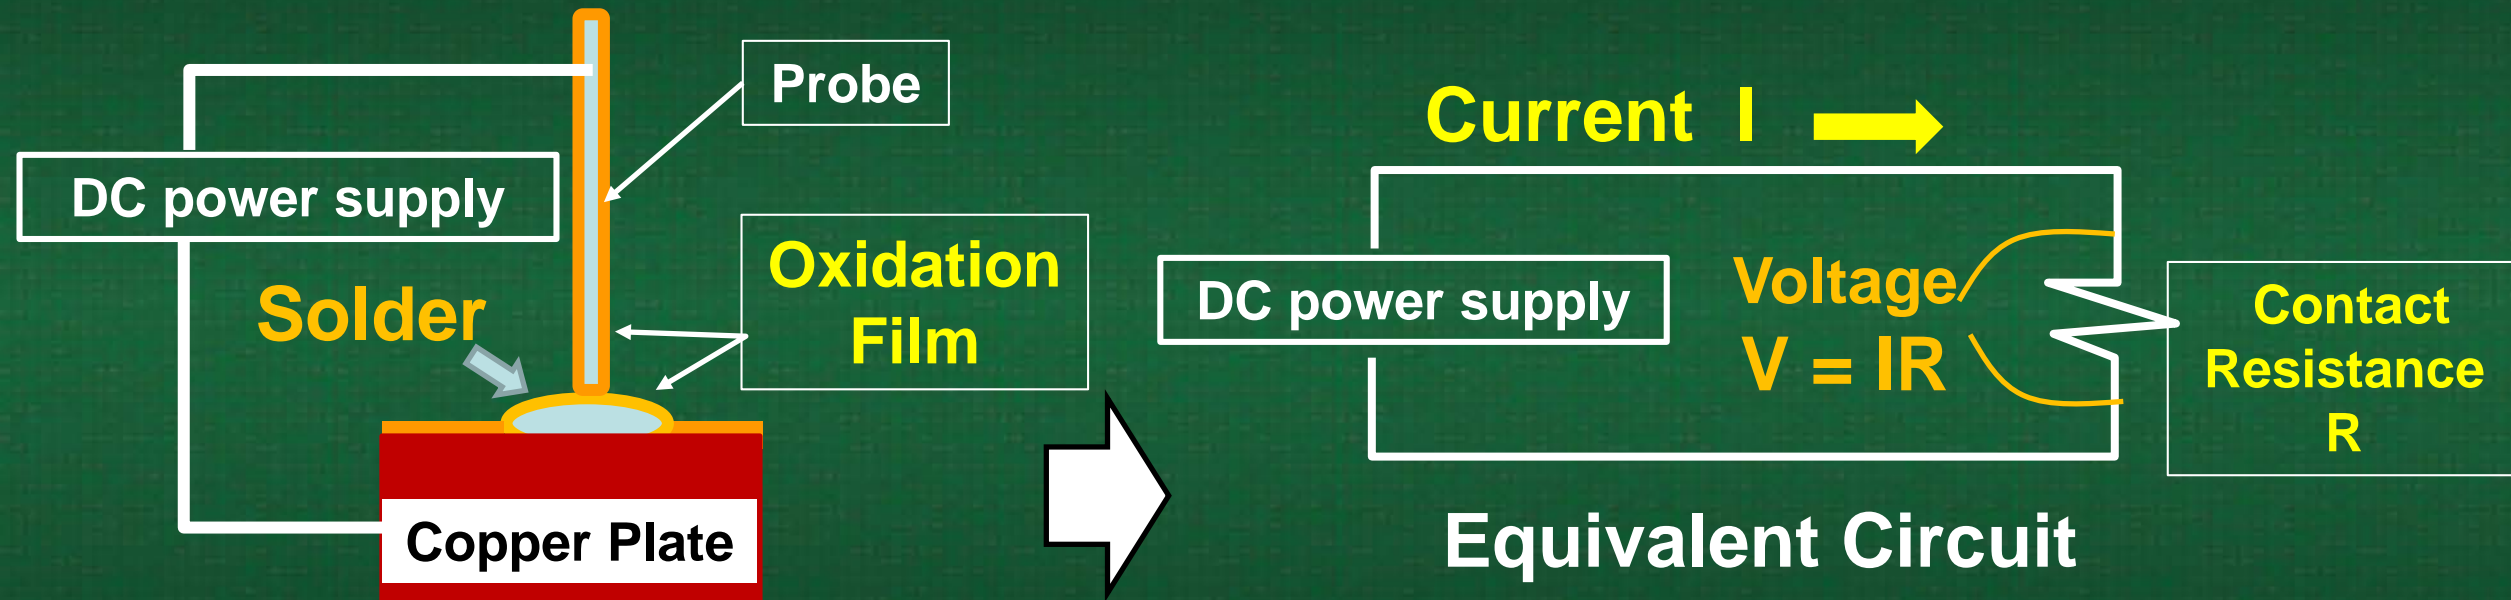 Probe
DC power supply
Solder
Oxidation
Film
Copper Plate
Current I
DC power supply
Voltage
V = IR
Contact
Resistance
R
Equivalent Circuit